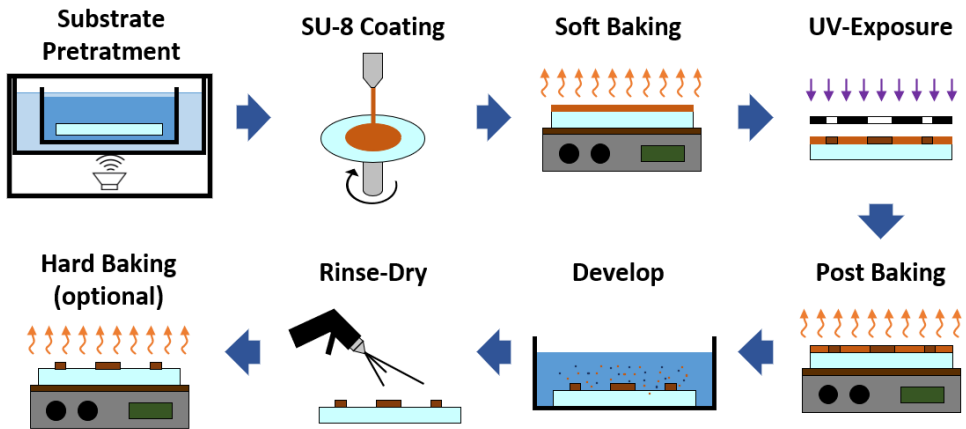 Substrate
Pretratment
SU-8 Coating
Soft Baking
UV-Exposure
Hard Baking
(optional)
Rinse-Dry
Develop
Post Baking